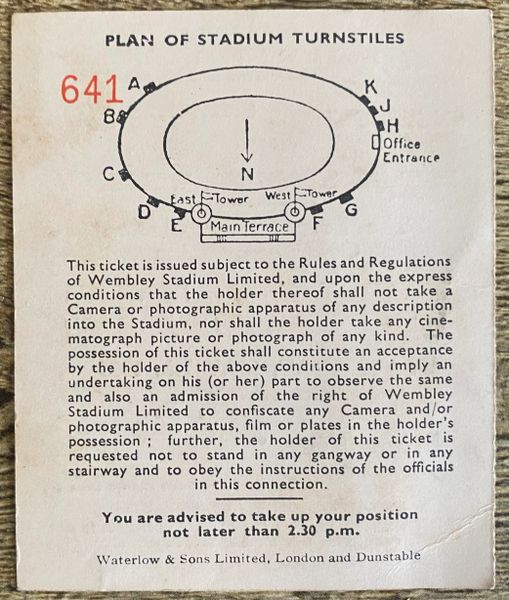 PLAN OF STADIUM TURNSTILES
641
A
B
C
D
E
F
G
H
J
K
Office
Entrance
N
East Tower
West Tower
Main Terrace
This ticket is issued subject to the Rules and Regulations
of Wembley Stadium Limited, and upon the express
conditions that the holder thereof shall not take a
Camera or photographic apparatus of any description
into the Stadium, nor shall the holder take any cine-
matograph picture or photograph of any kind. The
possession of this ticket shall constitute an acceptance
by the holder of the above conditions and imply an
undertaking on his (or her) part to observe the same
and also an admission of the right of Wembley
Stadium Limited to confiscate any Camera and/or
photographic apparatus, film or plates in the holder's
possession ; further, the holder of this ticket is
requested not to stand in any gangway or in any
stairway and to obey the instructions of the officials
in this connection.
You are advised to take up your position
not later than 2.30 p.m.
Waterlow & Sons Limited, London and Dunstable